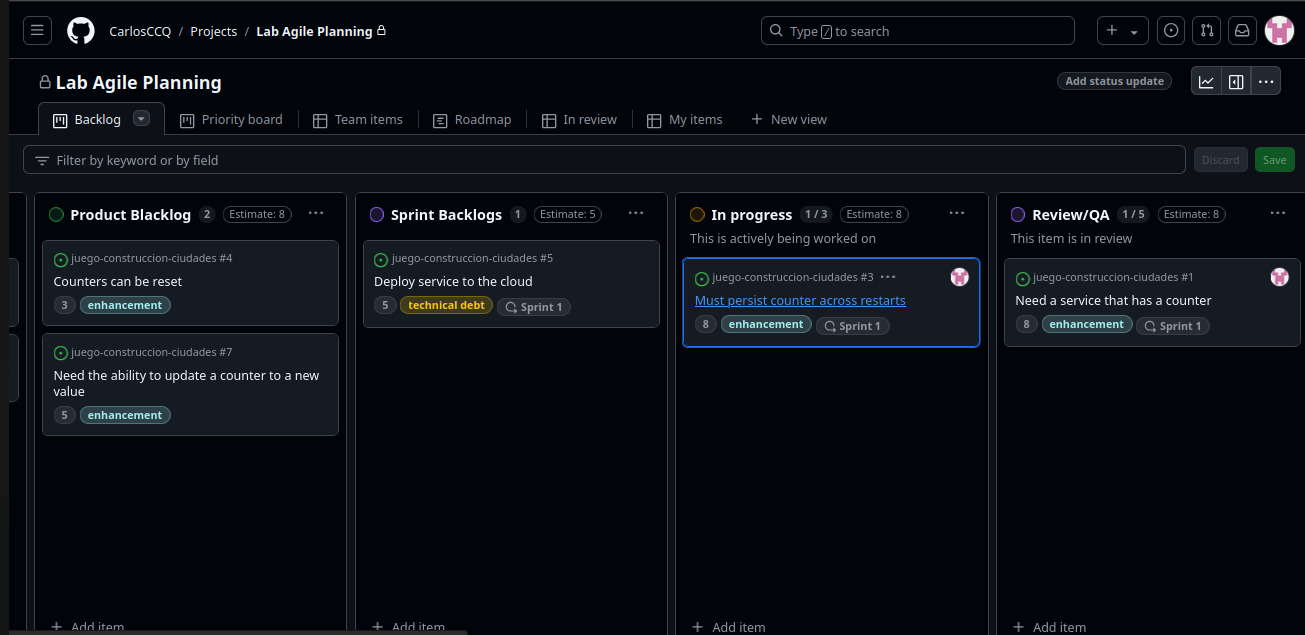 CarlosCCQ / Projects / Lab Agile Planning
Type / to search
Lab Agile Planning
Add status update
Backlog
Priority board
Team items
Roadmap
In review
My items
New view
Filter by keyword or by field
Discard
Save
Product Blacklog 2 Estimate: 8
juego-construccion-ciudades #4
Counters can be reset
3 enhancement
juego-construccion-ciudades #7
Need the ability to update a counter to a new
value
5 enhancement
Add item
Sprint Backlogs 1 Estimate: 5
juego-construccion-ciudades #5
Deploy service to the cloud
5 technical debt Sprint 1
Add item
In progress 1 / 3 Estimate: 8
This is actively being worked on
juego-construccion-ciudades #3
Must persist counter across restarts
8 enhancement Sprint 1
Add item
Review/QA 1 / 5 Estimate: 8
This item is in review
juego-construccion-ciudades #1
Need a service that has a counter
8 enhancement Sprint 1
Add item